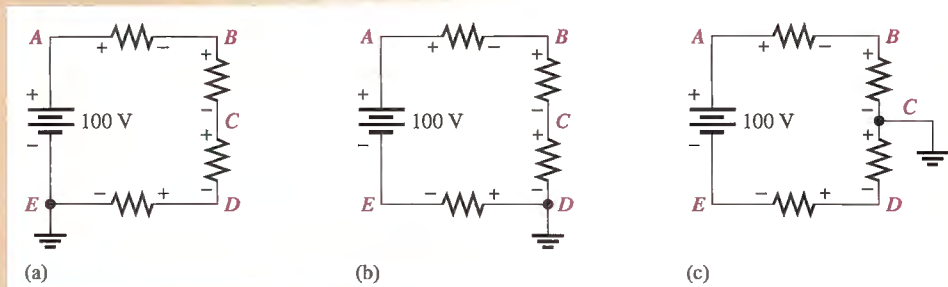 A + − B
+ −
+ −
100 V
C
E − + D
(a)
A + − B
+ −
+ −
100 V
C
E − + D
(b)
A + − B
+ −
+ −
100 V
C
E − + D
(c)